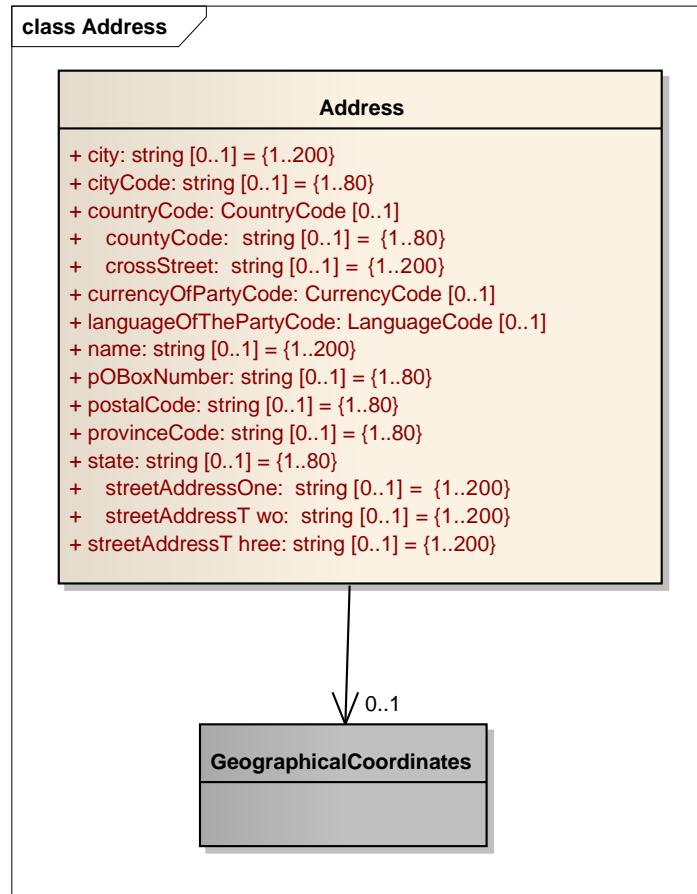 class Address
Address
+ city: string [0..1] = {1..200}
+ cityCode: string [0..1] = {1..80}
+ countryCode: CountryCode [0..1]
+ countyCode: string [0..1] = {1..80}
+ crossStreet: string [0..1] = {1..200}
+ currencyOfPartyCode: CurrencyCode [0..1]
+ languageOfThePartyCode: LanguageCode [0..1]
+ name: string [0..1] = {1..200}
+ pOBoxNumber: string [0..1] = {1..80}
+ postalCode: string [0..1] = {1..80}
+ provinceCode: string [0..1] = {1..80}
+ state: string [0..1] = {1..80}
+ streetAddressOne: string [0..1] = {1..200}
+ streetAddressT wo: string [0..1] = {1..200}
+ streetAddressT hree: string [0..1] = {1..200}
0..1
GeographicalCoordinates